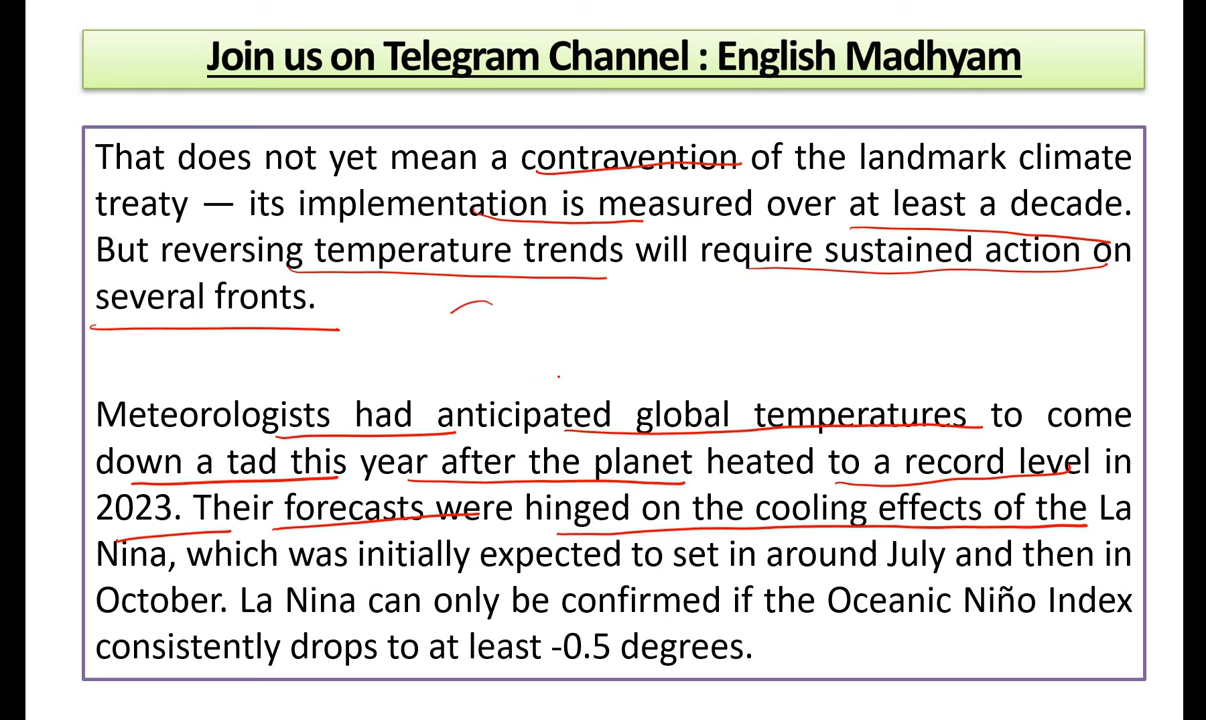 Join us on Telegram Channel : English Madhyam
That does not yet mean a contravention of the landmark climate
treaty — its implementation is measured over at least a decade.
But reversing temperature trends will require sustained action on
several fronts.
Meteorologists had anticipated global temperatures to come
down a tad this year after the planet heated to a record level in
2023. Their forecasts were hinged on the cooling effects of the La
Nina, which was initially expected to set in around July and then in
October. La Nina can only be confirmed if the Oceanic Niño Index
consistently drops to at least -0.5 degrees.